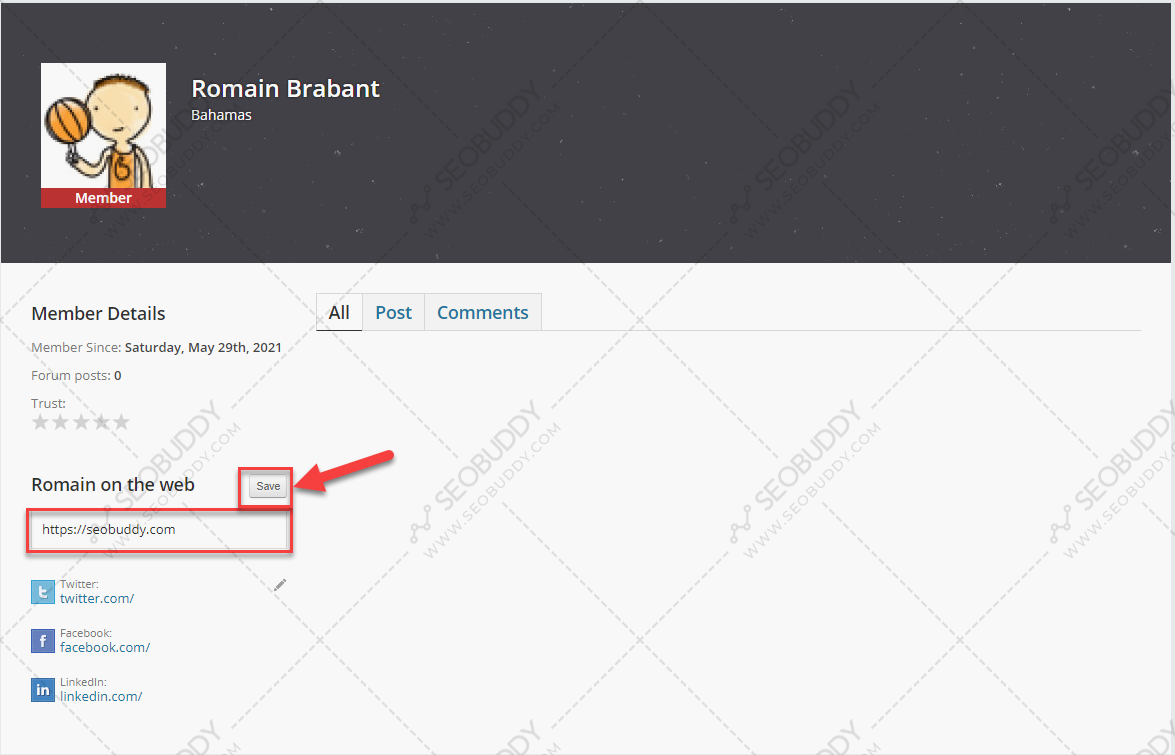 Romain Brabant
Bahamas
Member
Member Details
Member Since: Saturday, May 29th, 2021
Forum posts: 0
Trust:
All
Post
Comments
Romain on the web
Save
https://seobuddy.com
Twitter:
twitter.com/
Facebook:
facebook.com/
LinkedIn:
linkedin.com/
SEOBUDDY
WWW.SEOBUDDY.COM